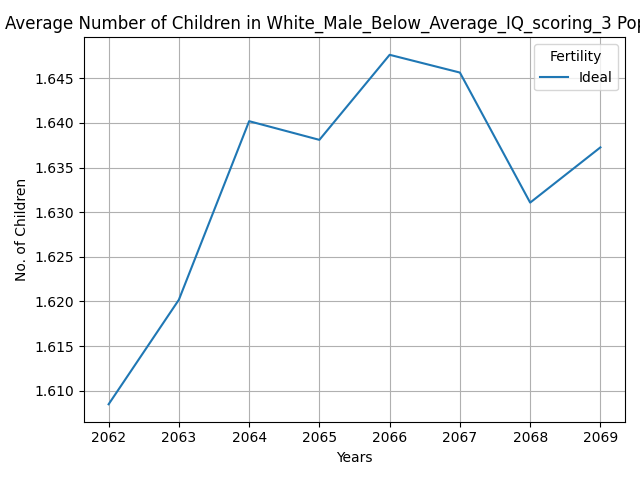 Average Number of Children in White_Male_Below_Average_IQ_scoring_3 Pop
Fertility
Ideal
1.645
1.640
1.635
1.630
1.625
1.620
1.615
1.610
No. of Children
2062 2063 2064 2065 2066 2067 2068 2069
Years